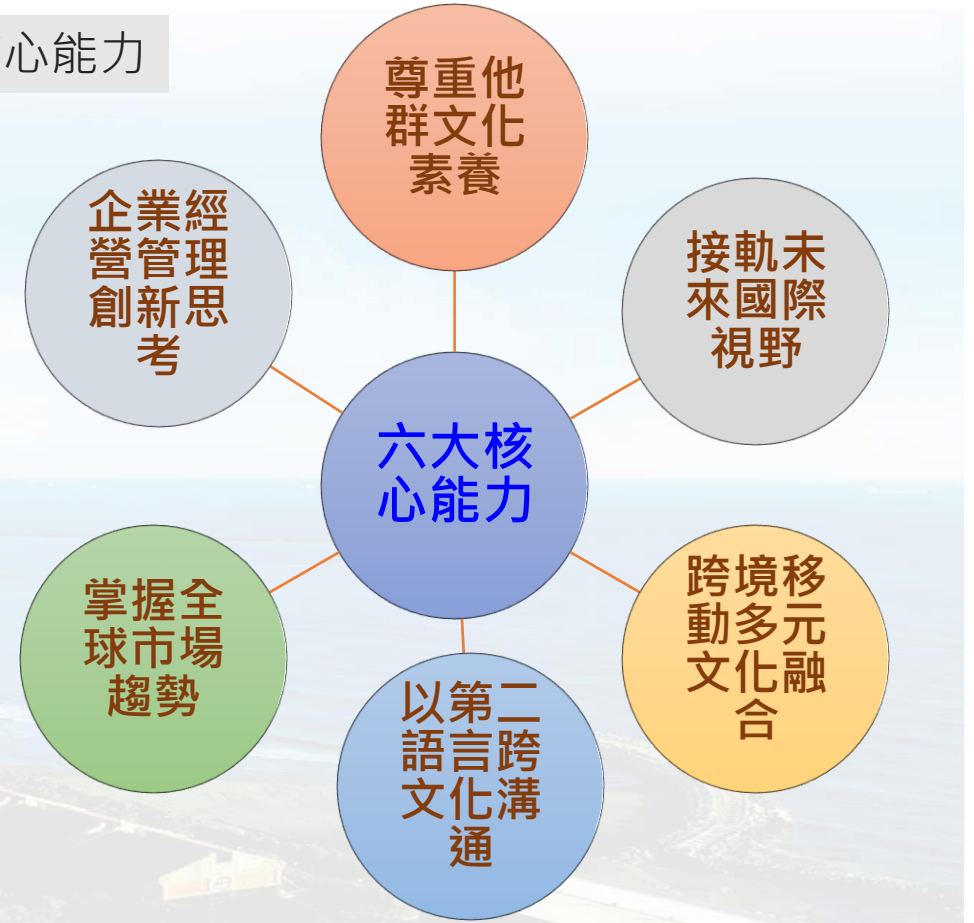 心能力
尊重他
群文化
素養
企業經
營管理
創新思
考
接軌未
來國際
視野
六大核
心能力
掌握全
球市場
趨勢
跨境移
動多元
文化融
合
以第二
語言跨
文化溝
通